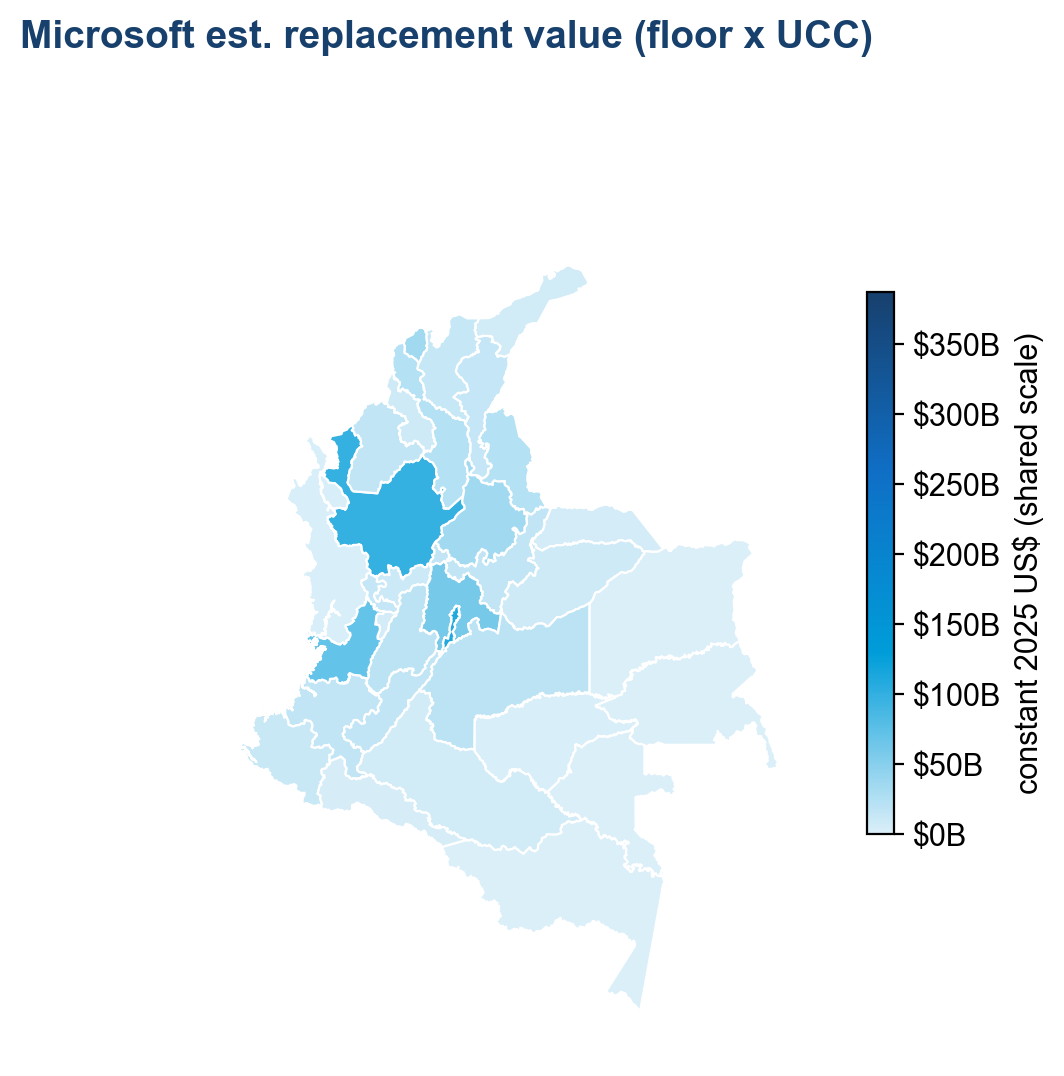 Microsoft est. replacement value (floor x UCC)
$350B
$300B
$250B
$200B
$150B
$100B
$50B
$0B
constant 2025 US$ (shared scale)